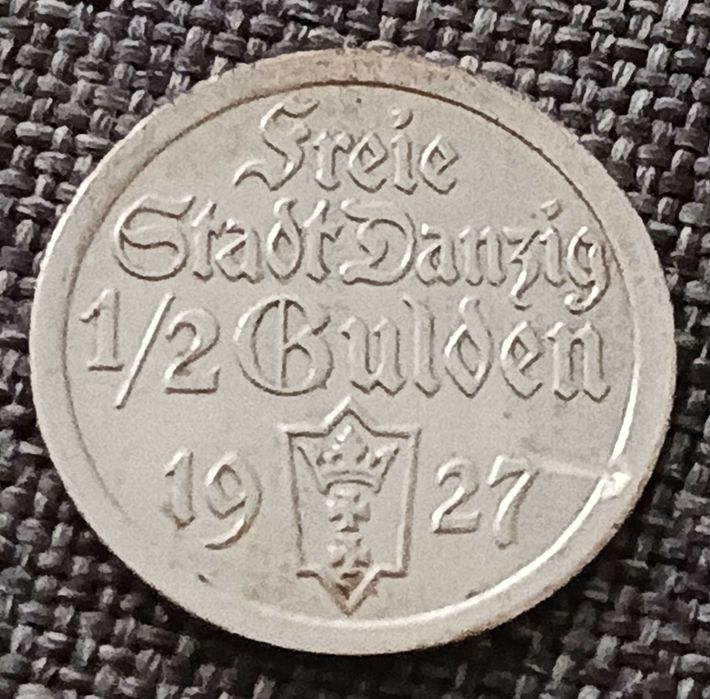 Freie
Stadt Danzig
1/2 Gulden
19 27